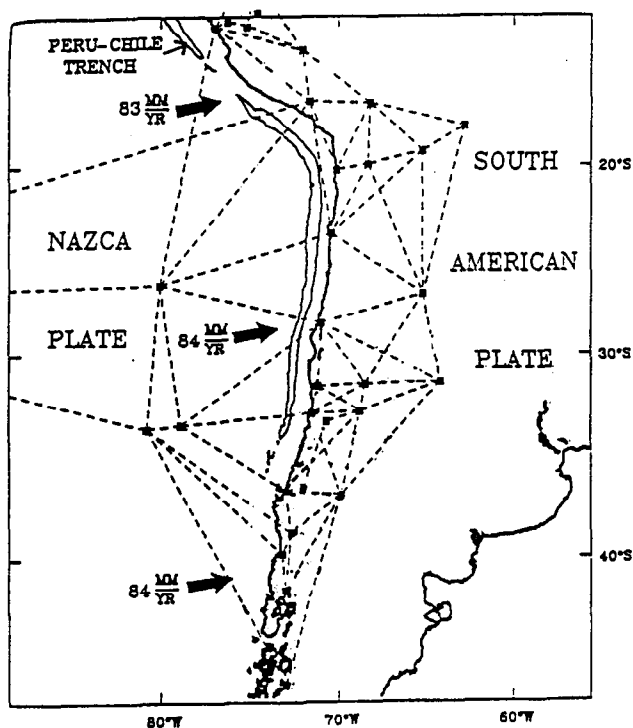 PERU-CHILE
TRENCH
83 MM
YR
SOUTH
20°S
NAZCA
AMERICAN
84 MM
YR
PLATE
PLATE
30°S
84 MM
YR
40°S
80°W
70°W
60°W